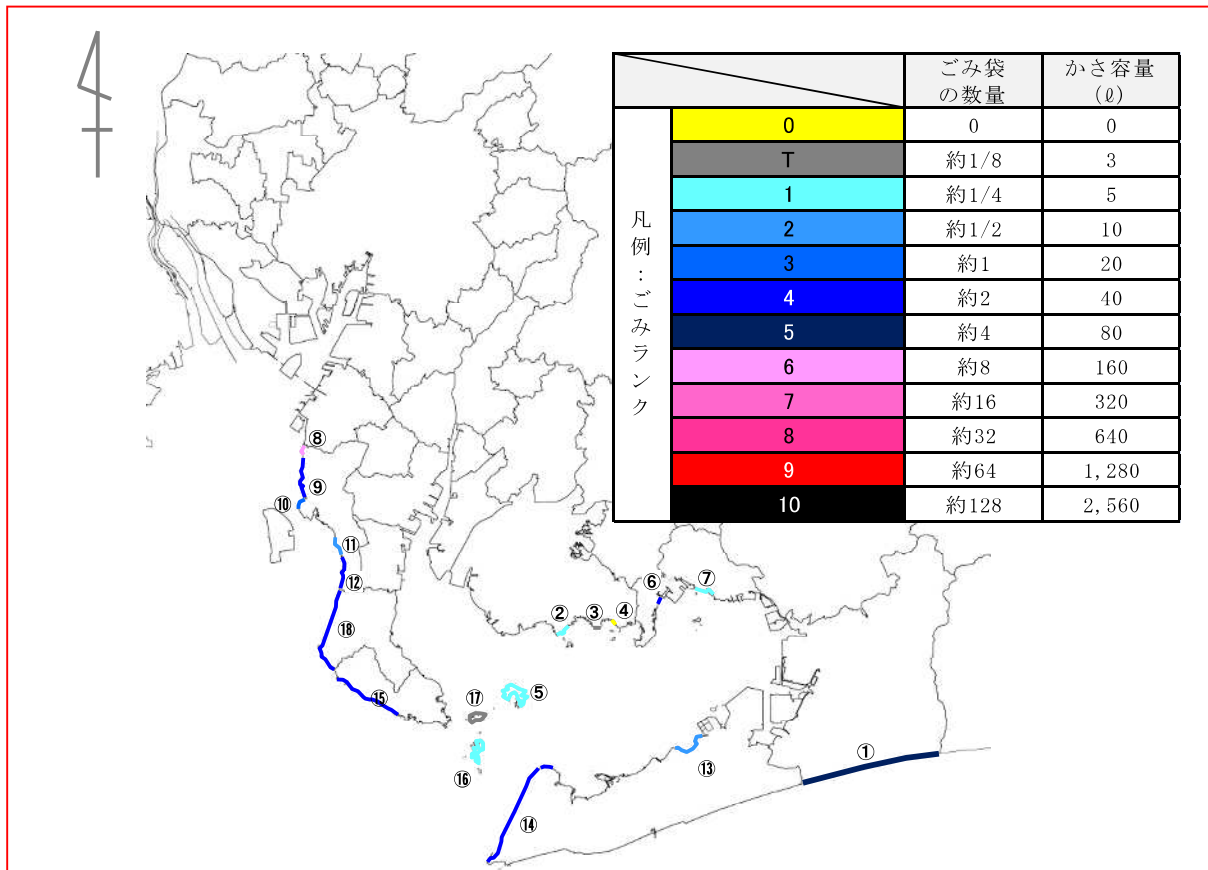 ごみ袋
の数量
かさ容量
(ℓ)
凡例:ごみランク
0 0 0
T 約1/8 3
1 約1/4 5
2 約1/2 10
3 約1 20
4 約2 40
5 約4 80
6 約8 160
7 約16 320
8 約32 640
9 約64 1,280
10 約128 2,560
⑧
⑨
⑩
⑪
⑫
⑥
⑦
②
③
④
⑱
⑮
⑰
⑤
⑯
⑬
①
⑭